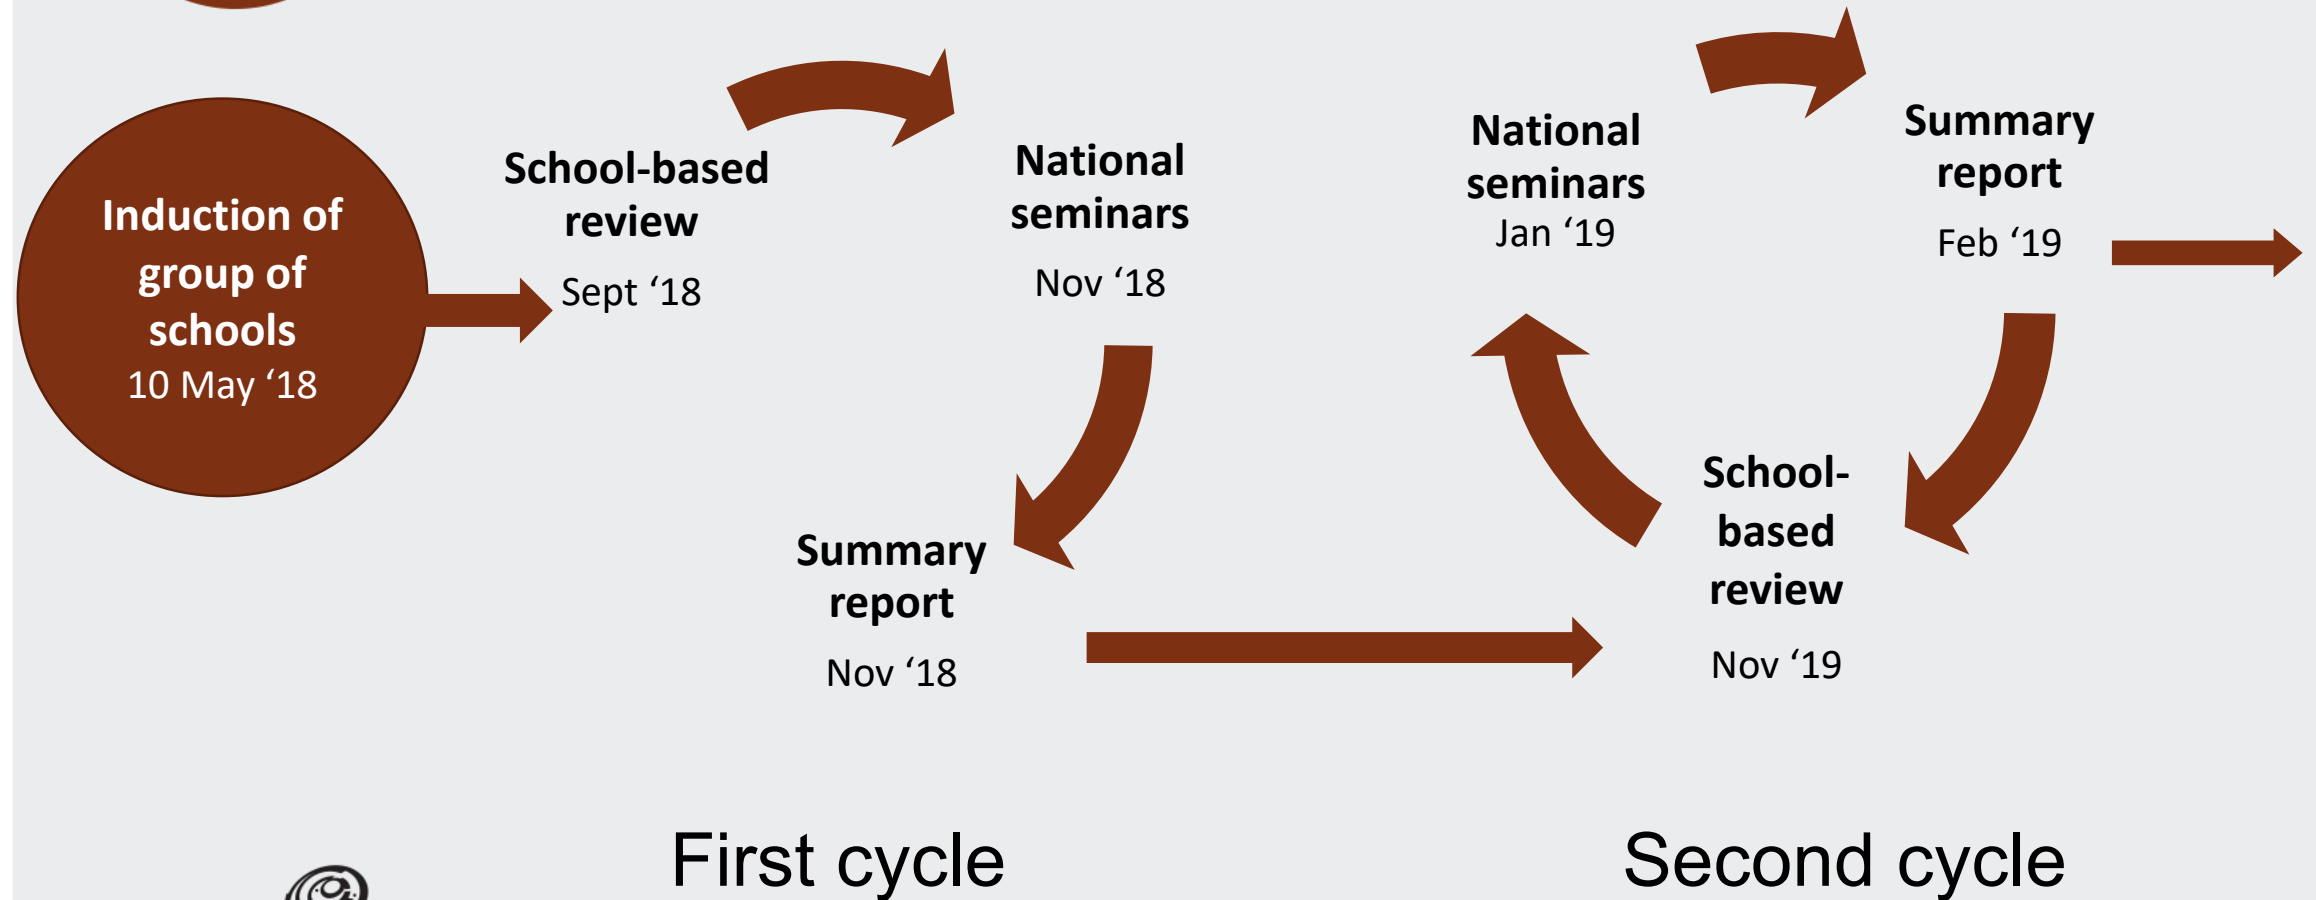 Induction of
group of
schools
10 May ‘18
School-based
review
Sept ‘18
National
seminars
Nov ‘18
Summary
report
Nov ‘18
National
seminars
Jan ‘19
Summary
report
Feb ‘19
School-
based
review
Nov ‘19
First cycle
Second cycle